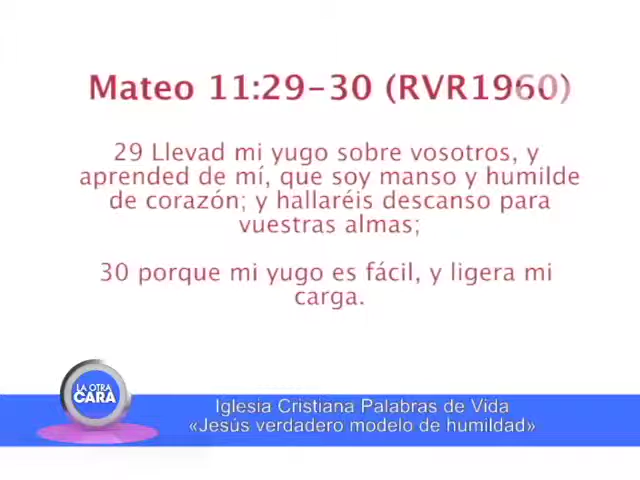 Mateo 11:29-30 (RVR1960)
29 Llevad mi yugo sobre vosotros, y
aprended de mí, que soy manso y humilde
de corazón; y hallaréis descanso para
vuestras almas;
30 porque mi yugo es fácil, y ligera mi
carga.
LA OTRA
CARA
Iglesia Cristiana Palabras de Vida
«Jesús verdadero modelo de humildad»